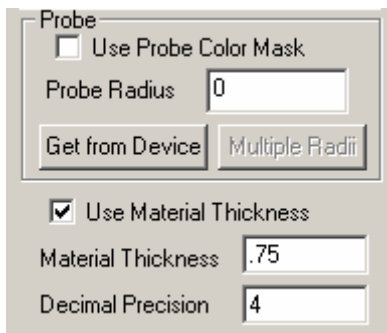 Probe
Use Probe Color Mask
Probe Radius 0
Get from Device Multiple Radii
Use Material Thickness
Material Thickness .75
Decimal Precision 4